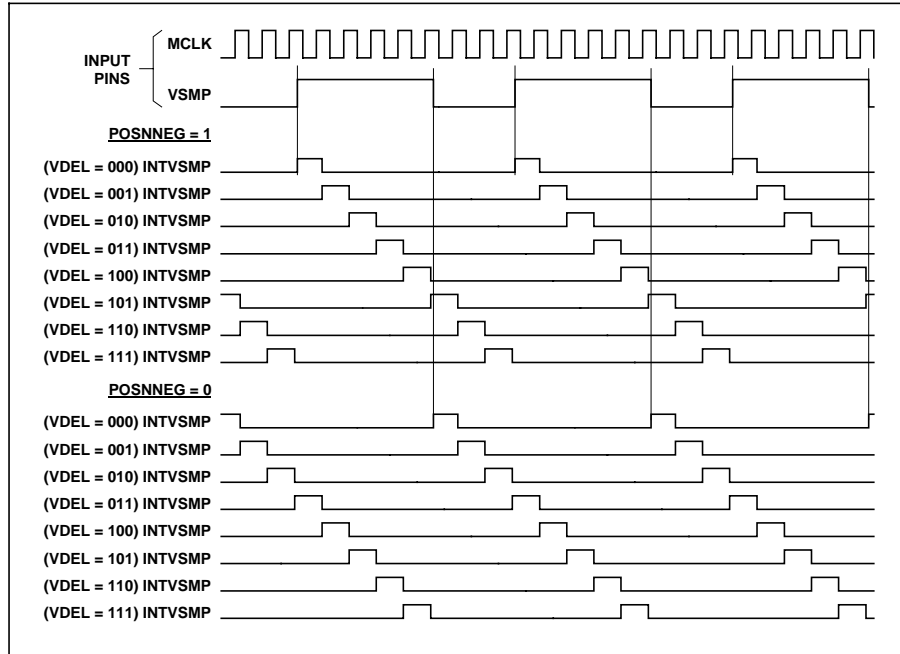 INPUT
PINS
MCLK
VSMP
POSNNEG = 1
(VDEL = 000) INTVSMP
(VDEL = 001) INTVSMP
(VDEL = 010) INTVSMP
(VDEL = 011) INTVSMP
(VDEL = 100) INTVSMP
(VDEL = 101) INTVSMP
(VDEL = 110) INTVSMP
(VDEL = 111) INTVSMP
POSNNEG = 0
(VDEL = 000) INTVSMP
(VDEL = 001) INTVSMP
(VDEL = 010) INTVSMP
(VDEL = 011) INTVSMP
(VDEL = 100) INTVSMP
(VDEL = 101) INTVSMP
(VDEL = 110) INTVSMP
(VDEL = 111) INTVSMP